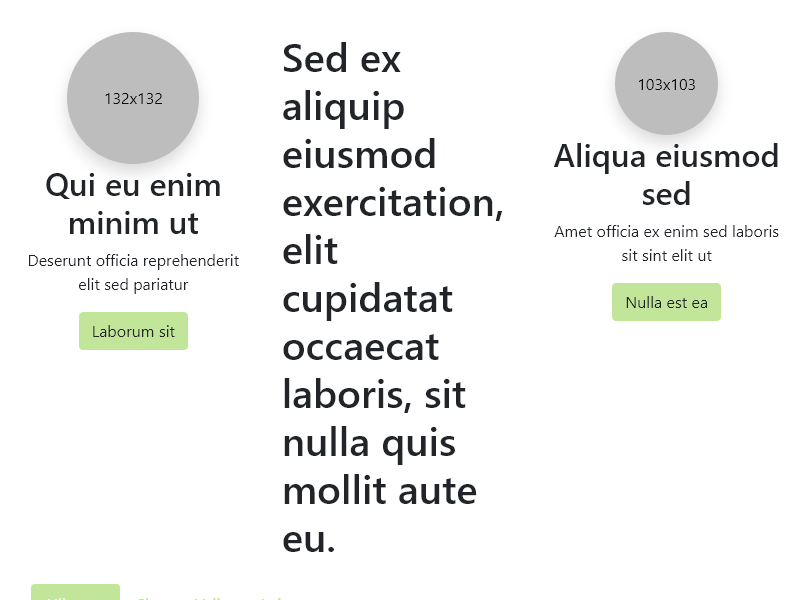 132x132
Qui eu enim
minim ut
Deserunt officia reprehenderit
elit sed pariatur
Laborum sit
Sed ex
aliquip
eiusmod
exercitation,
elit
cupidatat
occaecat
laboris, sit
nulla quis
mollit aute
eu.
103x103
Aliqua eiusmod
sed
Amet officia ex enim sed laboris
sit sint elit ut
Nulla est ea